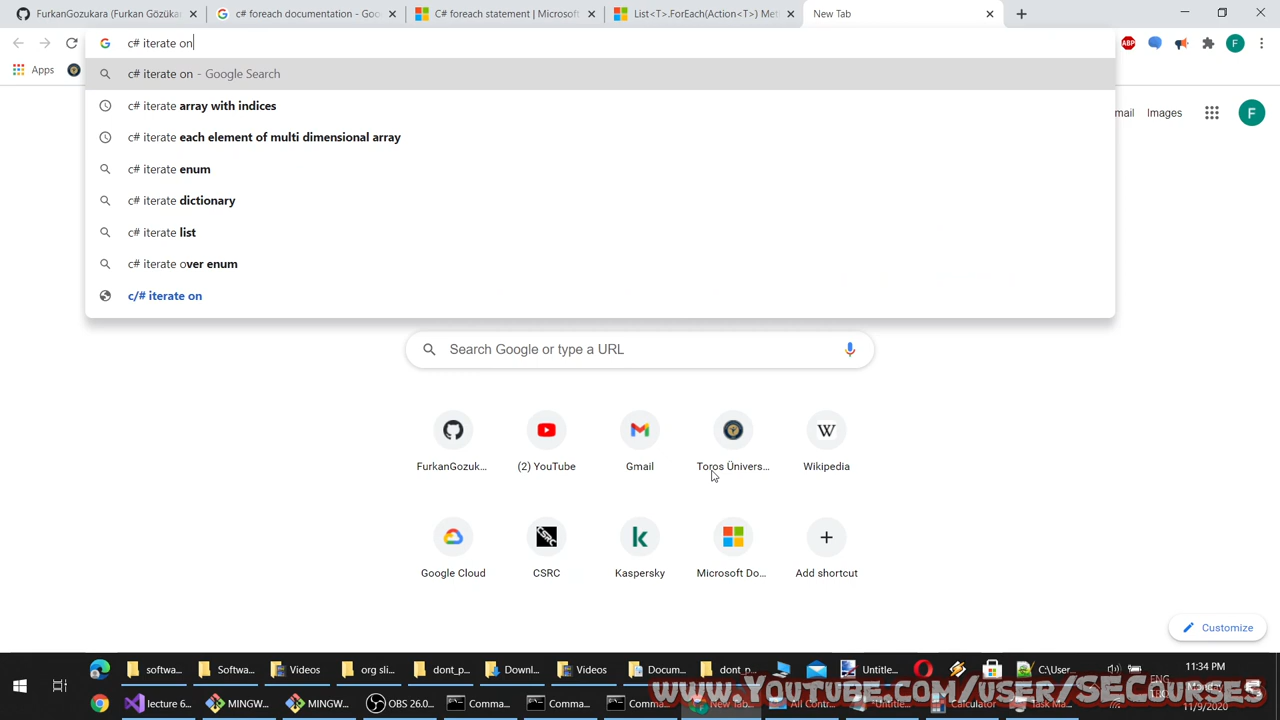 FurkanGozukara (Furkan Gözükar
c# foreach documentation - Goo
C# foreach statement | Microsoft
List<T>.ForEach(Action<T>) Met
New Tab
c# iterate on
ABP
F
Apps
c# iterate on - Google Search
c# iterate array with indices
mail
Images
F
c# iterate each element of multi dimensional array
c# iterate enum
c# iterate dictionary
c# iterate list
c# iterate over enum
c/# iterate on
Search Google or type a URL
FurkanGozuk...
(2) YouTube
Gmail
Toros Ünivers...
Wikipedia
Google Cloud
CSRC
Kaspersky
Microsoft Do...
Add shortcut
Customize
softwa...
Softwa...
Videos
org sli...
dont_p...
Downl...
Videos
Docum...
dont_p...
Untitle...
C:\User...
ENG
11:34 PM
lecture 6...
MINGW...
MINGW...
OBS 26.0...
Comma...
Comma...
Comma...
New Tab...
All Contr...
Calculator
Task Ma...
11/9/2020
www.Youtube.com/user/SECourses